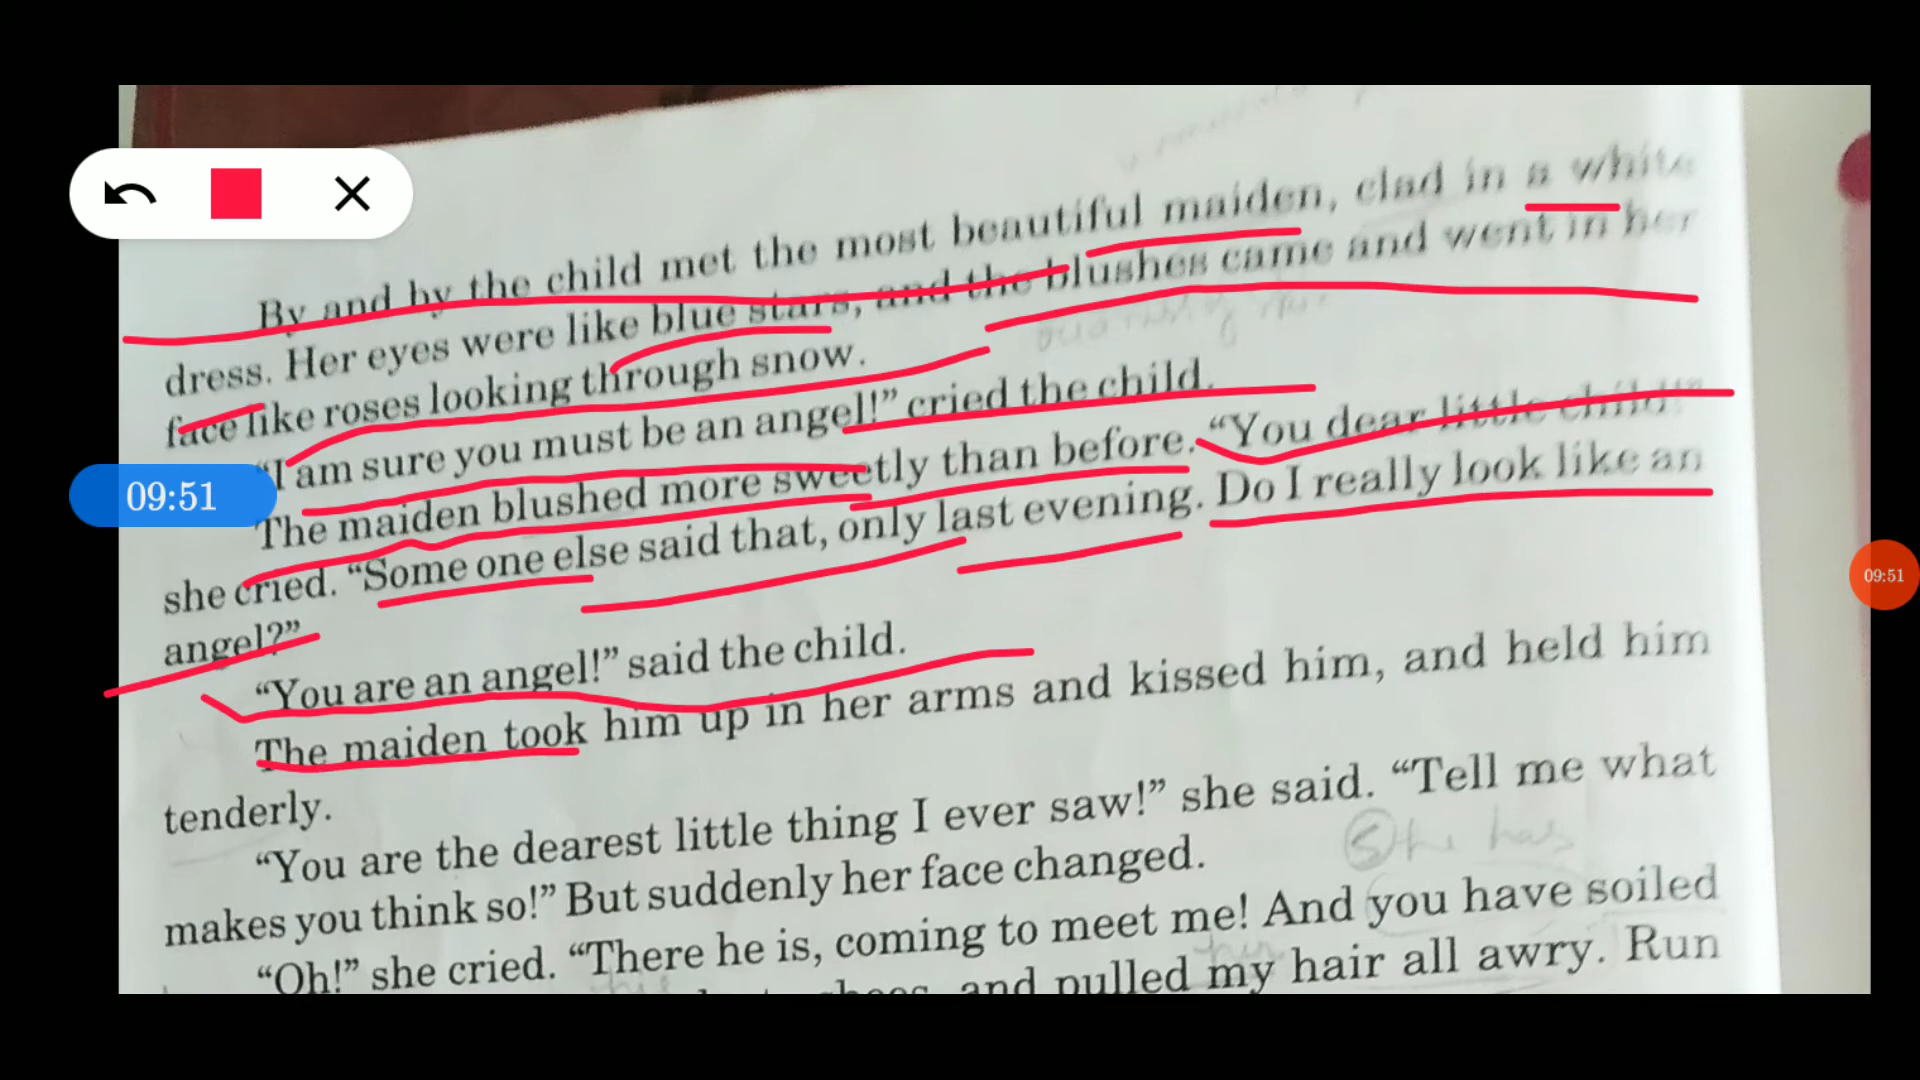 By and by the child met the most beautiful maiden, clad in a white
dress. Her eyes were like blue stars, and the blushes came and went in her
face like roses looking through snow.
“I am sure you must be an angel!” cried the child.
The maiden blushed more sweetly than before. “You dear little child!”
she cried. “Some one else said that, only last evening. Do I really look like an
angel?”
“You are an angel!” said the child.
The maiden took him up in her arms and kissed him, and held him
tenderly.
“You are the dearest little thing I ever saw!” she said. “Tell me what
makes you think so!” But suddenly her face changed.
“Oh!” she cried. “There he is, coming to meet me! And you have soiled
shoes, and pulled my hair all awry. Run
09:51
09:51
5 the has
his